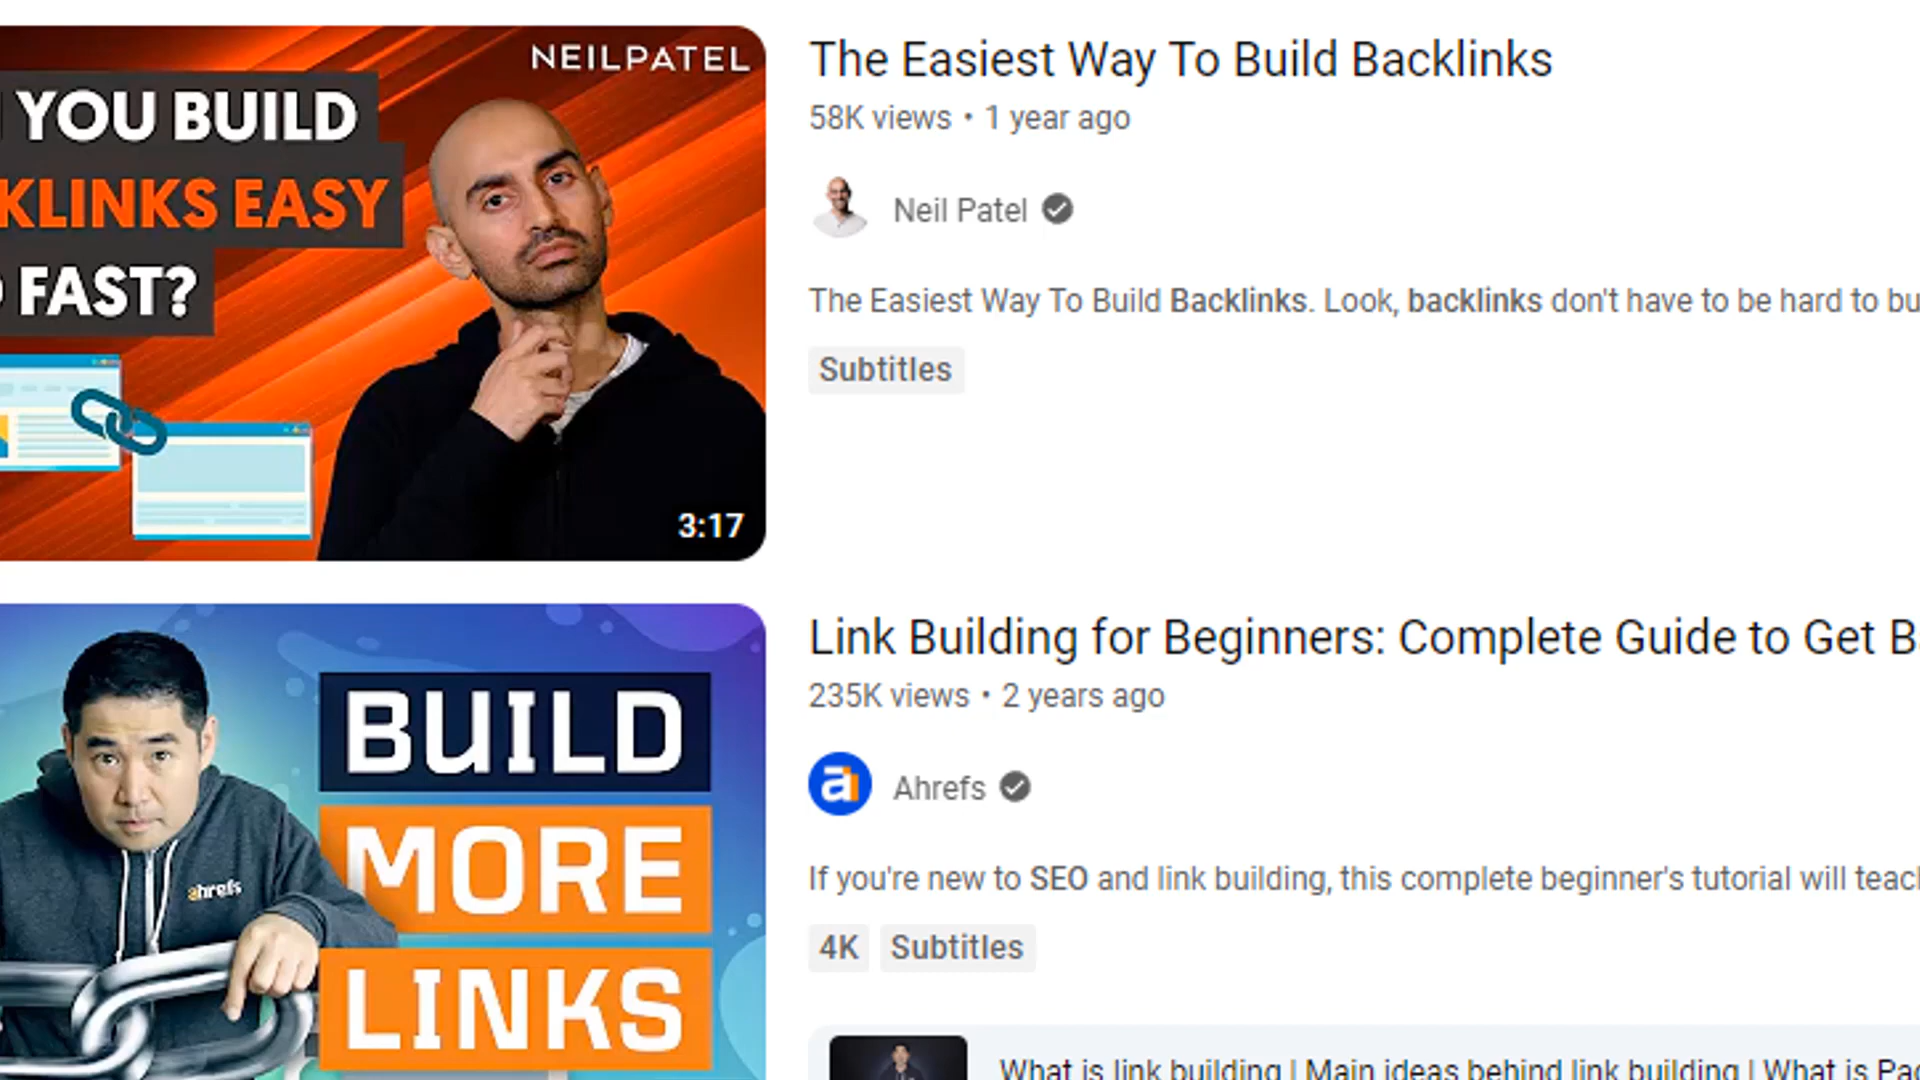 NEILPATEL
YOU BUILD
KLINKS EASY
FAST?
3:17
The Easiest Way To Build Backlinks
58K views • 1 year ago
Neil Patel
The Easiest Way To Build Backlinks. Look, backlinks don't have to be hard to bu
Subtitles
BUILD
MORE
LINKS
ahrefs
Link Building for Beginners: Complete Guide to Get B
235K views • 2 years ago
a
Ahrefs
If you're new to SEO and link building, this complete beginner's tutorial will teac
4K
Subtitles
What is link building | Main ideas behind link building | What is Pag